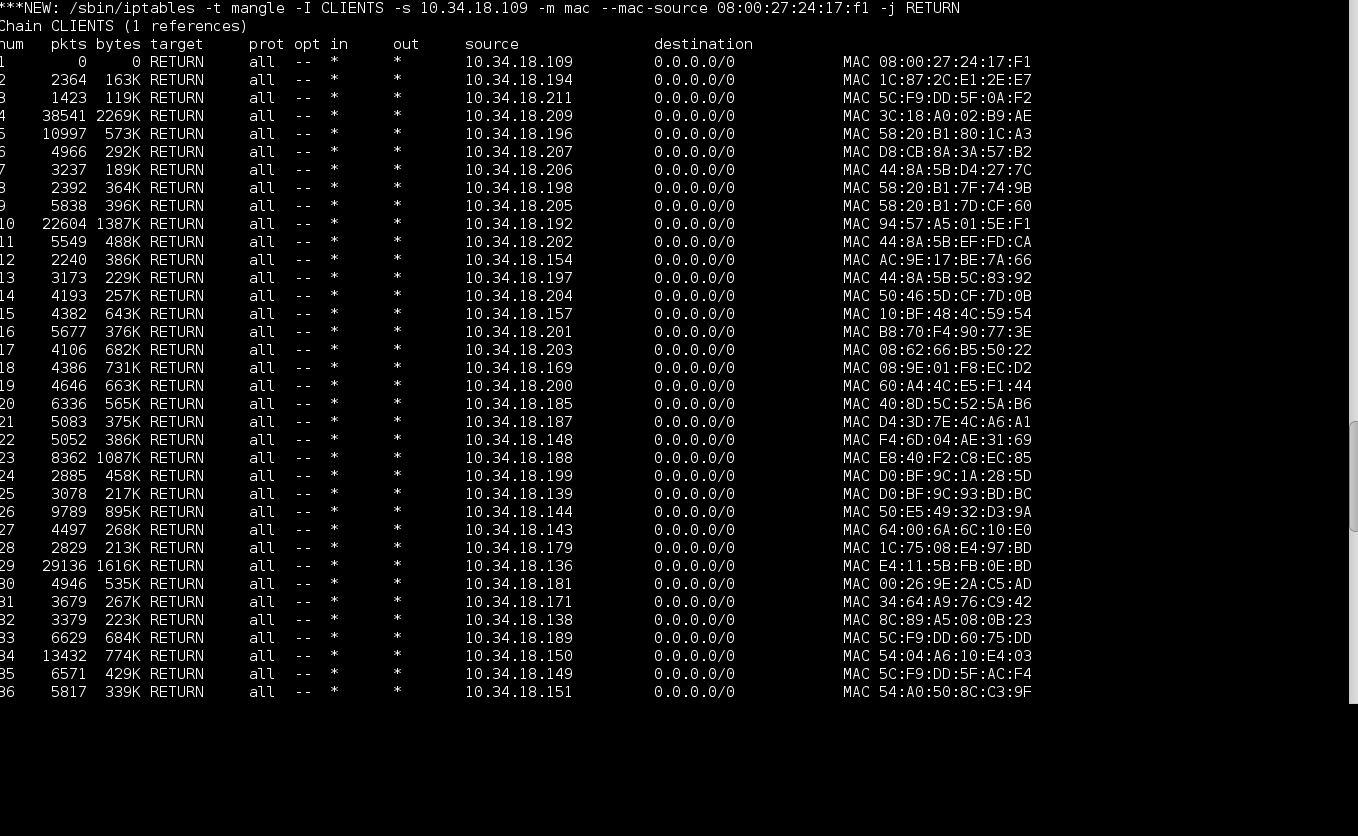 ***NEW: /sbin/iptables -t mangle -I CLIENTS -s 10.34.18.109 -m mac --mac-source 08:00:27:24:17:f1 -j RETURN
Chain CLIENTS (1 references)
num pkts bytes target prot opt in out source destination
1 0 0 RETURN all -- * * 10.34.18.109 0.0.0.0/0 MAC 08:00:27:24:17:F1
2 2364 163K RETURN all -- * * 10.34.18.194 0.0.0.0/0 MAC 1C:87:2C:E1:2E:E7
3 1423 119K RETURN all -- * * 10.34.18.211 0.0.0.0/0 MAC 5C:F9:DD:5F:0A:F2
4 38541 2269K RETURN all -- * * 10.34.18.209 0.0.0.0/0 MAC 3C:18:A0:02:B9:AE
5 10997 573K RETURN all -- * * 10.34.18.196 0.0.0.0/0 MAC 58:20:B1:80:1C:A3
6 4966 292K RETURN all -- * * 10.34.18.207 0.0.0.0/0 MAC D8:CB:8A:3A:57:B2
7 3237 189K RETURN all -- * * 10.34.18.206 0.0.0.0/0 MAC 44:8A:5B:D4:27:7C
8 2392 364K RETURN all -- * * 10.34.18.198 0.0.0.0/0 MAC 58:20:B1:7F:74:9B
9 5838 396K RETURN all -- * * 10.34.18.205 0.0.0.0/0 MAC 58:20:B1:7D:CF:60
10 22604 1387K RETURN all -- * * 10.34.18.192 0.0.0.0/0 MAC 94:57:A5:01:5E:F1
11 5549 488K RETURN all -- * * 10.34.18.202 0.0.0.0/0 MAC 44:8A:5B:EF:FD:CA
12 2240 386K RETURN all -- * * 10.34.18.154 0.0.0.0/0 MAC AC:9E:17:BE:7A:66
13 3173 229K RETURN all -- * * 10.34.18.197 0.0.0.0/0 MAC 44:8A:5B:5C:83:92
14 4193 257K RETURN all -- * * 10.34.18.204 0.0.0.0/0 MAC 50:46:5D:CF:7D:0B
15 4382 643K RETURN all -- * * 10.34.18.157 0.0.0.0/0 MAC 10:BF:48:4C:59:54
16 5677 376K RETURN all -- * * 10.34.18.201 0.0.0.0/0 MAC B8:70:F4:90:77:3E
17 4106 682K RETURN all -- * * 10.34.18.203 0.0.0.0/0 MAC 08:62:66:B5:50:22
18 4386 731K RETURN all -- * * 10.34.18.169 0.0.0.0/0 MAC 08:9E:01:F8:EC:D2
19 4646 663K RETURN all -- * * 10.34.18.200 0.0.0.0/0 MAC 60:A4:4C:E5:F1:44
20 6336 565K RETURN all -- * * 10.34.18.185 0.0.0.0/0 MAC 40:8D:5C:52:5A:B6
21 5083 375K RETURN all -- * * 10.34.18.187 0.0.0.0/0 MAC D4:3D:7E:4C:A6:A1
22 5052 386K RETURN all -- * * 10.34.18.148 0.0.0.0/0 MAC F4:6D:04:AE:31:69
23 8362 1087K RETURN all -- * * 10.34.18.188 0.0.0.0/0 MAC E8:40:F2:C8:EC:85
24 2885 458K RETURN all -- * * 10.34.18.199 0.0.0.0/0 MAC D0:BF:9C:1A:28:5D
25 3078 217K RETURN all -- * * 10.34.18.139 0.0.0.0/0 MAC D0:BF:9C:93:BD:BC
26 9789 895K RETURN all -- * * 10.34.18.144 0.0.0.0/0 MAC 50:E5:49:32:D3:9A
27 4497 268K RETURN all -- * * 10.34.18.143 0.0.0.0/0 MAC 64:00:6A:6C:10:E0
28 2829 213K RETURN all -- * * 10.34.18.179 0.0.0.0/0 MAC 1C:75:08:E4:97:BD
29 29136 1616K RETURN all -- * * 10.34.18.136 0.0.0.0/0 MAC E4:11:5B:FB:0E:BD
30 4946 535K RETURN all -- * * 10.34.18.181 0.0.0.0/0 MAC 00:26:9E:2A:C5:AD
31 3679 267K RETURN all -- * * 10.34.18.171 0.0.0.0/0 MAC 34:64:A9:76:C9:42
32 3379 223K RETURN all -- * * 10.34.18.138 0.0.0.0/0 MAC 8C:89:A5:08:0B:23
33 6629 684K RETURN all -- * * 10.34.18.189 0.0.0.0/0 MAC 5C:F9:DD:60:75:DD
34 13432 774K RETURN all -- * * 10.34.18.150 0.0.0.0/0 MAC 54:04:A6:10:E4:03
35 6571 429K RETURN all -- * * 10.34.18.149 0.0.0.0/0 MAC 5C:F9:DD:5F:AC:F4
36 5817 339K RETURN all -- * * 10.34.18.151 0.0.0.0/0 MAC 54:A0:50:8C:C3:9F